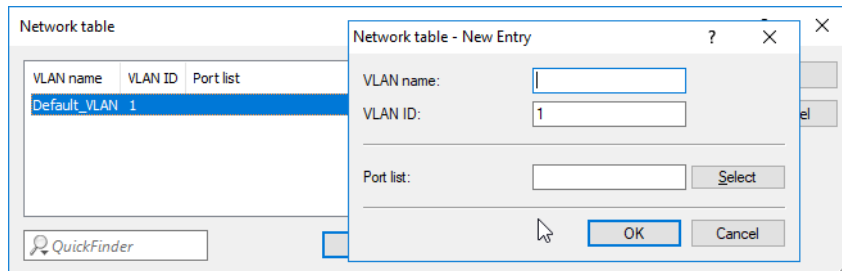 Network table
VLAN name VLAN ID Port list
Default_VLAN 1
QuickFinder
el
Network table - New Entry ?
VLAN name:
VLAN ID: 1
Port list: Select
OK Cancel